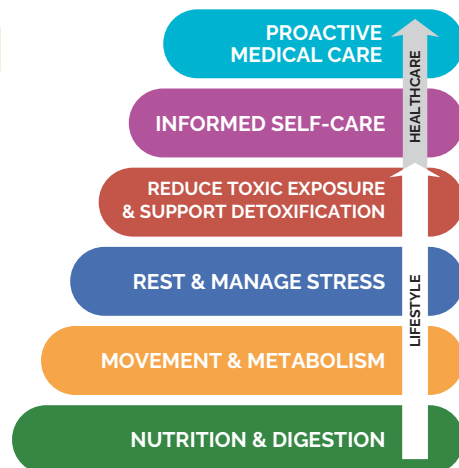 PROACTIVE
MEDICAL CARE
HEALTHCARE
INFORMED SELF-CARE
REDUCE TOXIC EXPOSURE
& SUPPORT DETOXIFICATION
REST & MANAGE STRESS
LIFESTYLE
MOVEMENT & METABOLISM
NUTRITION & DIGESTION